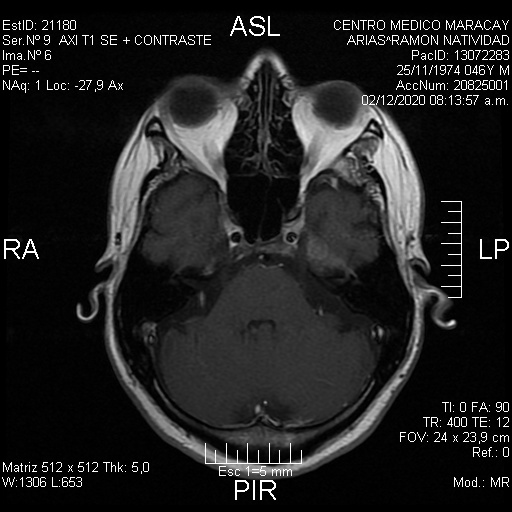 EstID: 21180
Ser.Nº 9 AXI T1 SE + CONTRASTE
Ima.Nº 6
PE= --
NAq: 1 Loc: -27,9 Ax
ASL
CENTRO MEDICO MARACAY
ARIAS^RAMON NATIVIDAD
PacID: 13072283
25/11/1974 046Y M
AccNum: 20825001
02/12/2020 08:13:57 a.m.
RA
LP
Matriz 512 x 512 Thk: 5,0
W:1306 L:653
Esc 1=5 mm
PIR
TI: 0 FA: 90
TR: 400 TE: 12
FOV: 24 x 23,9 cm
Ref.: 0
Mod.: MR